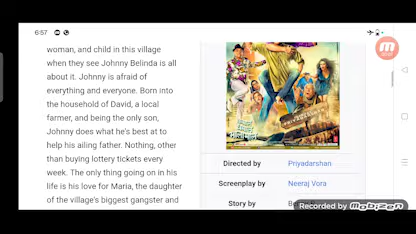 6:57
woman, and child in this village
when they see Johnny Belinda is all
about it. Johnny is afraid of
everything and everyone. Born into
the household of David, a local
farmer, and being the only son,
Johnny does what he's best at to
help his ailing father. Nothing, other
than buying lottery tickets every
week. The only thing going on in his
life is his love for Maria, the daughter
of the village's biggest gangster and
Directed by Priyadarshan
Screenplay by Neeraj Vora
Story by
Recorded by Mobizen